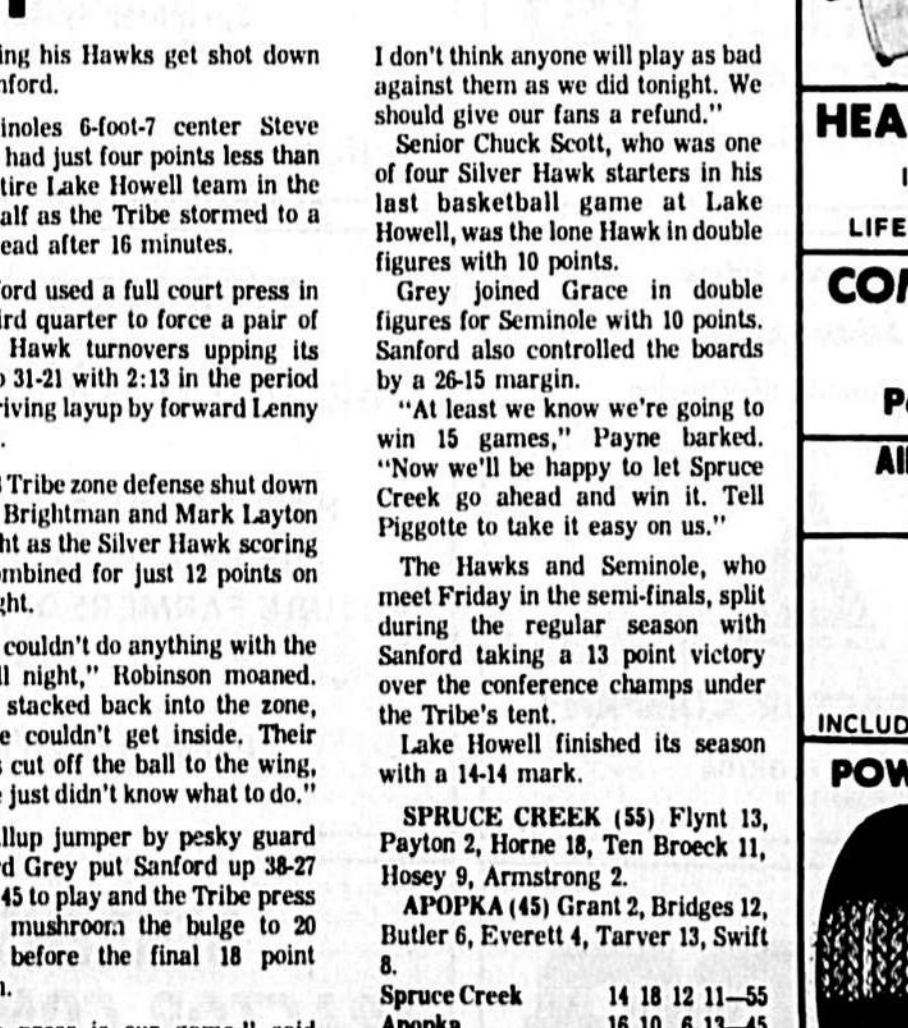 ing his Hawks get shot down
nford.
inoles 6-foot-7 center Steve
had just four points less than
tire Lake Howell team in the
alf as the Tribe stormed to a
ead after 16 minutes.
ord used a full court press in
ird quarter to force a pair of
Hawk turnovers upping its
o 31-21 with 2:13 in the period
riving layup by forward Lenny
.
Tribe zone defense shut down
Brightman and Mark Layton
ht as the Silver Hawk scoring
ombined for just 12 points on
ght.
couldn't do anything with the
ll night," Robinson moaned.
stacked back into the zone,
e couldn't get inside. Their
s cut off the ball to the wing,
e just didn't know what to do."
llup jumper by pesky guard
rd Grey put Sanford up 38-27
45 to play and the Tribe press
mushroom the bulge to 20
before the final 18 point
n.
press is our game," said
I don't think anyone will play as bad
against them as we did tonight. We
should give our fans a refund."
Senior Chuck Scott, who was one
of four Silver Hawk starters in his
last basketball game at Lake
Howell, was the lone Hawk in double
figures with 10 points.
Grey joined Grace in double
figures for Seminole with 10 points.
Sanford also controlled the boards
by a 26-15 margin.
"At least we know we're going to
win 15 games," Payne barked.
"Now we'll be happy to let Spruce
Creek go ahead and win it. Tell
Piggotte to take it easy on us."
The Hawks and Seminole, who
meet Friday in the semi-finals, split
during the regular season with
Sanford taking a 13 point victory
over the conference champs under
the Tribe's tent.
Lake Howell finished its season
with a 14-14 mark.
SPRUCE CREEK (55) Flynt 13,
Payton 2, Horne 18, Ten Broeck 11,
Hosey 9, Armstrong 2.
APOPKA (45) Grant 2, Bridges 12,
Butler 6, Everett 4, Tarver 13, Swift
8.
Spruce Creek 14 18 12 11—55
Apopka 16 10 6 13—45
HEA
LIFE
COM
P
All
INCLUD
POW